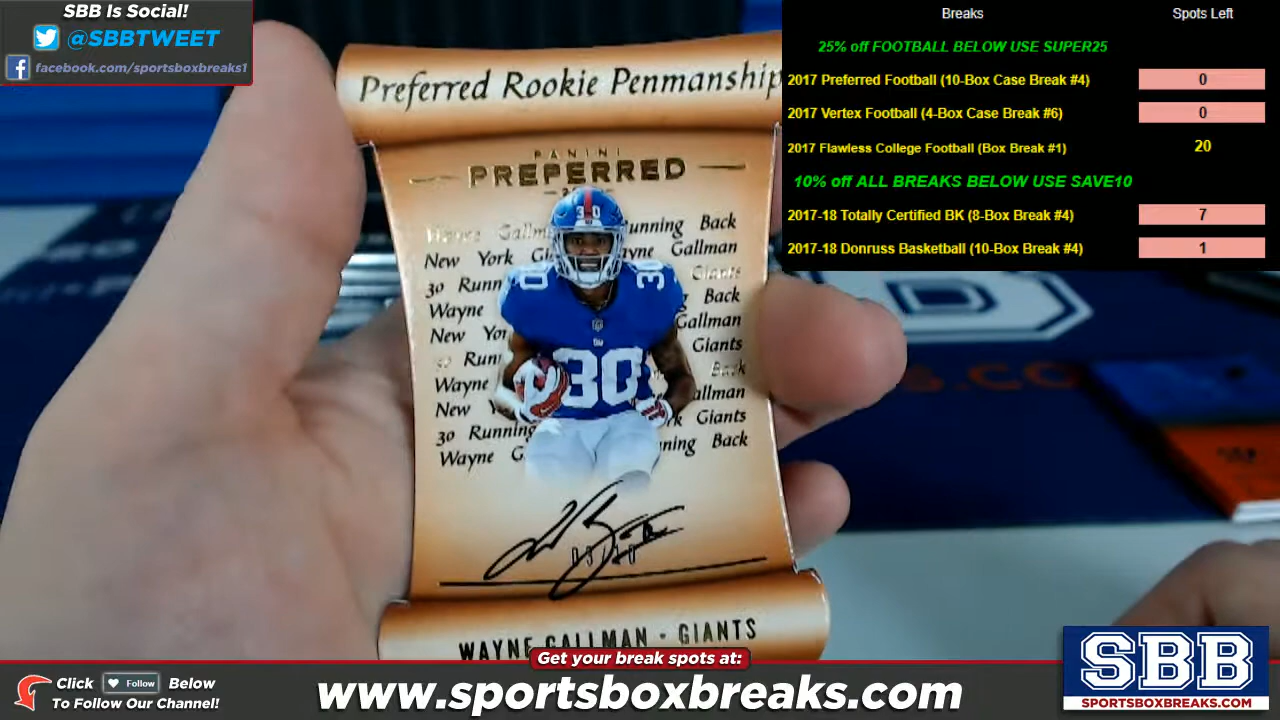 SBB Is Social!
@SBBTWEET
facebook.com/sportsboxbreaks1
Breaks Spots Left
25% off FOOTBALL BELOW USE SUPER25
2017 Preferred Football (10-Box Case Break #4) 0
2017 Vertex Football (4-Box Case Break #6) 0
2017 Flawless College Football (Box Break #1) 20
10% off ALL BREAKS BELOW USE SAVE10
2017-18 Totally Certified BK (8-Box Break #4) 7
2017-18 Donruss Basketball (10-Box Break #4) 1
Preferred Rookie Penmanship
PANINI
PREFERRED
30
Back
New York Gallman
30 Giants
Wayne Back
New Gallman
Giants
Wayne Back
New
30 Running Giants
Wayne Back
30
30
WAYNE GALLMAN · GIANTS
Get your break spots at:
Click Follow Below
To Follow Our Channel!
www.sportsboxbreaks.com
SBB
SPORTSBOXBREAKS.COM